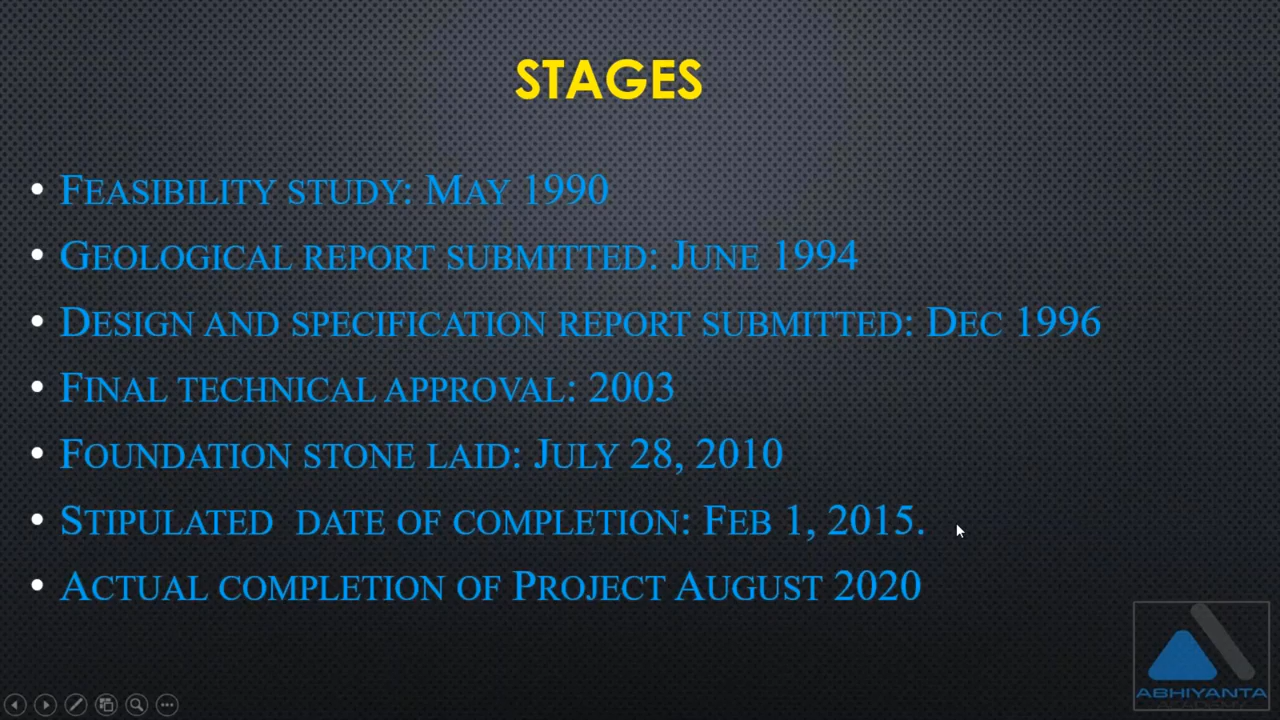 STAGES
• FEASIBILITY STUDY: MAY 1990
• GEOLOGICAL REPORT SUBMITTED: JUNE 1994
• DESIGN AND SPECIFICATION REPORT SUBMITTED: DEC 1996
• FINAL TECHNICAL APPROVAL: 2003
• FOUNDATION STONE LAID: JULY 28, 2010
• STIPULATED DATE OF COMPLETION: FEB 1, 2015.
• ACTUAL COMPLETION OF PROJECT AUGUST 2020
ABHIYANTA
ACADEMY